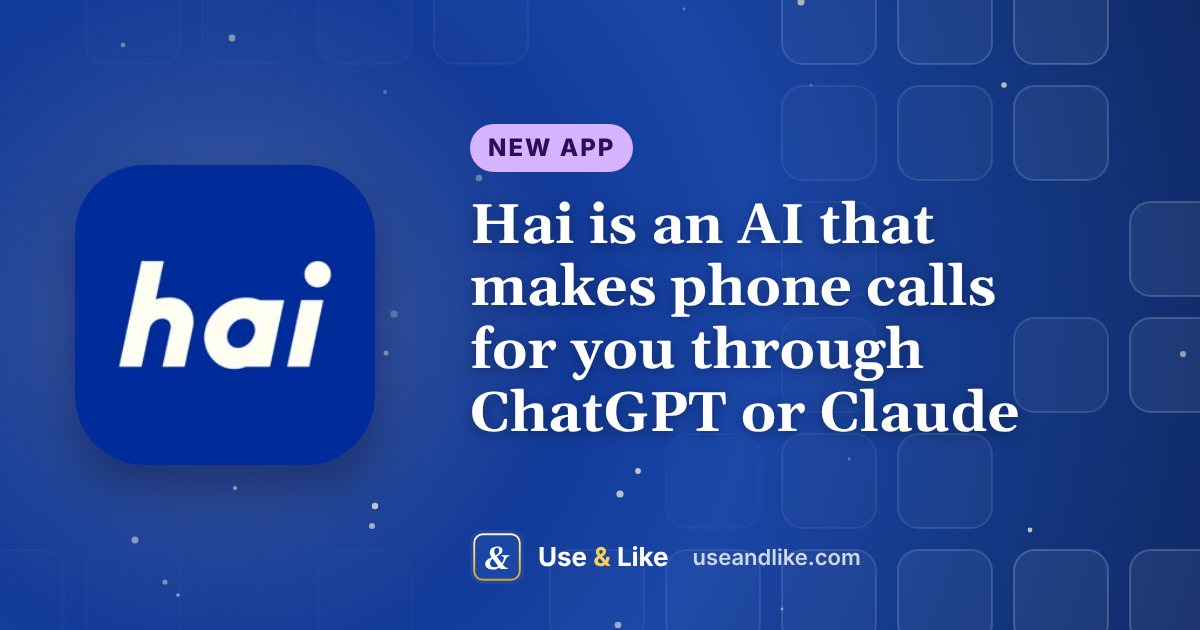 hai
NEW APP
Hai is an AI that
makes phone calls
for you through
ChatGPT or Claude
& Use & Like useandlike.com